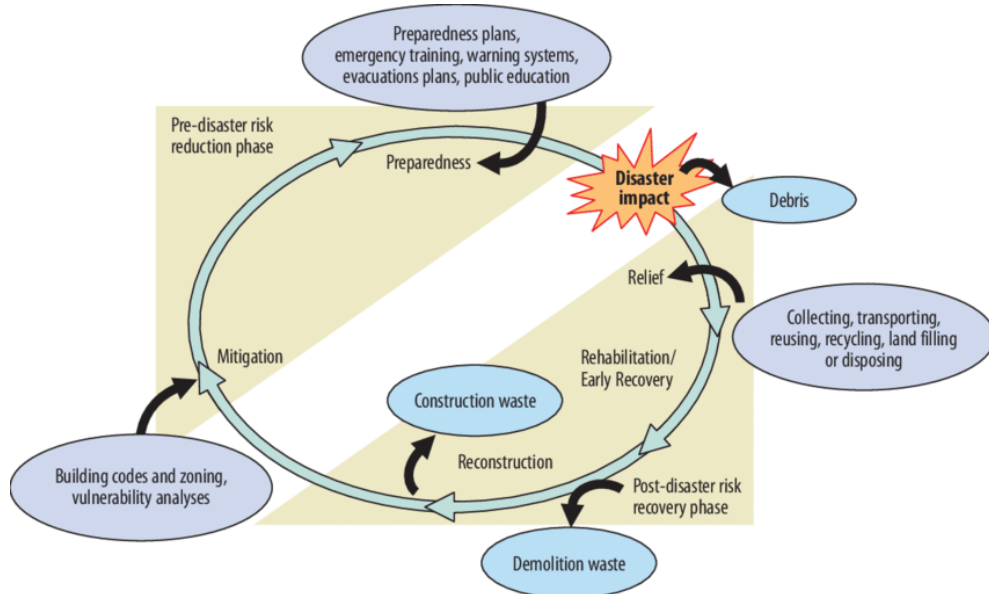 Preparedness plans,
emergency training, warning systems,
evacuations plans, public education
Pre-disaster risk
reduction phase
Preparedness
Disaster
impact
Debris
Relief
Collecting, transporting,
reusing, recycling, land filling
or disposing
Mitigation
Rehabilitation/
Early Recovery
Construction waste
Reconstruction
Building codes and zoning,
vulnerability analyses
Post-disaster risk
recovery phase
Demolition waste